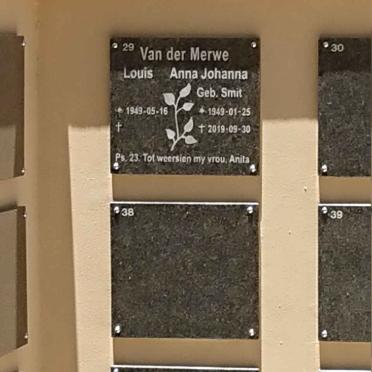 29
Van der Merwe
Louis Anna Johanna
Geb. Smit
* 1949-05-16 * 1949-01-25
† † 2019-09-30
Ps. 23. Tot weersien my vrou, Anita
30
38
39